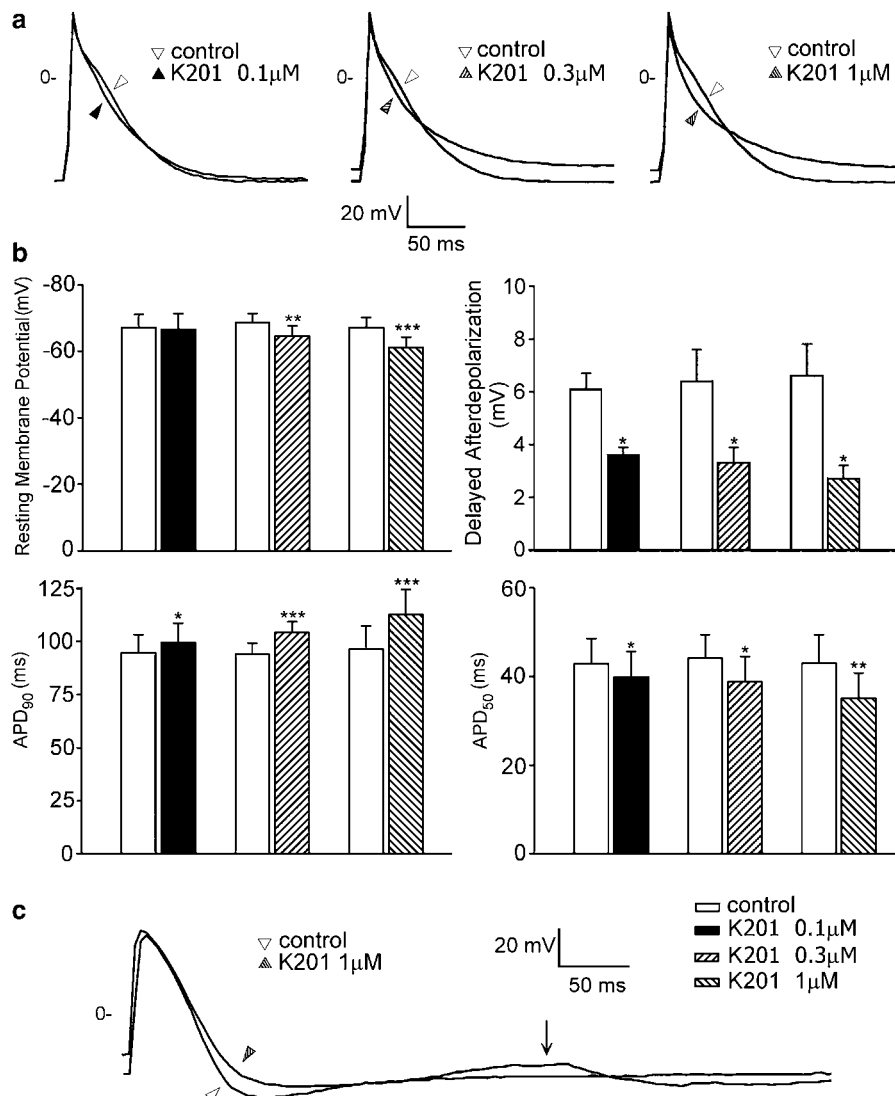 a
▽ control
▲ K201 0.1μM
▽ control
K201 0.3μM
▽ control
K201 1μM
0-
0-
0-
20 mV
50 ms
b
Resting Membrane Potential (mV)
-80
-60
-40
-20
0
**
***
Delayed Afterdepolarization
(mV)
10
8
6
4
2
0
*
*
*
APD90 (ms)
125
100
75
50
25
0
*
***
***
APD50 (ms)
60
40
20
0
*
*
**
c
▽ control
K201 1μM
20 mV
50 ms
0-
control
K201 0.1μM
K201 0.3μM
K201 1μM